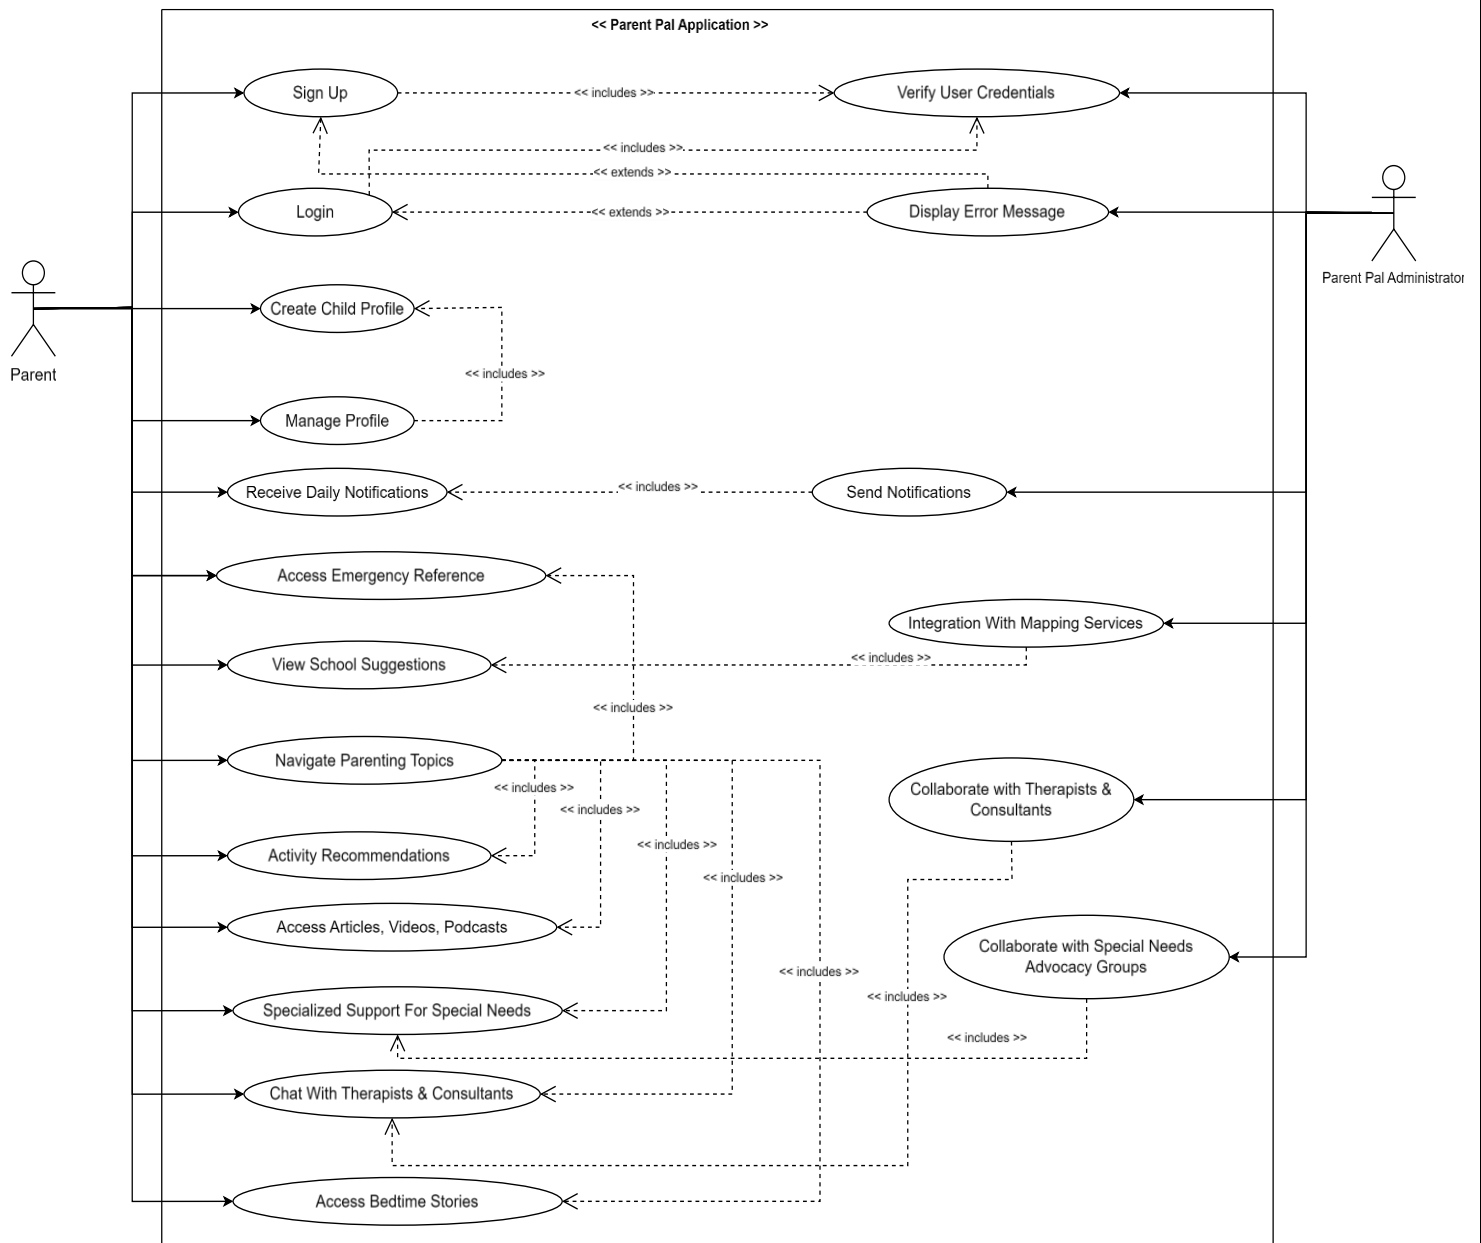 << Parent Pal Application >>
Sign Up
<< includes >>
Verify User Credentials
<< includes >>
<< extends >>
Login
<< extends >>
Display Error Message
Parent Pal Administrator
Create Child Profile
Parent
<< includes >>
Manage Profile
Receive Daily Notifications
<< includes >>
Send Notifications
Access Emergency Reference
Integration With Mapping Services
View School Suggestions
<< includes >>
<< includes >>
Navigate Parenting Topics
<< includes >>
<< includes >>
Collaborate with Therapists &
Consultants
<< includes >>
Activity Recommendations
<< includes >>
Access Articles, Videos, Podcasts
Collaborate with Special Needs
Advocacy Groups
<< includes >>
<< includes >>
Specialized Support For Special Needs
<< includes >>
Chat With Therapists & Consultants
Access Bedtime Stories